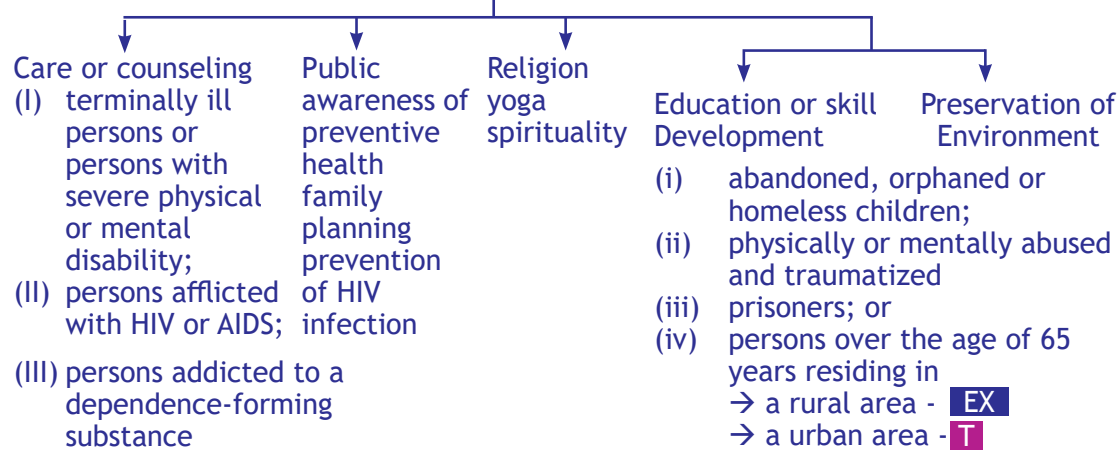 Care or counseling
(I) terminally ill
persons or
persons with
severe physical
or mental
disability;
(II) persons afflicted
with HIV or AIDS;
(III) persons addicted to a
dependence-forming
substance
Public
awareness of
preventive
health
family
planning
prevention
of HIV
infection
Religion
yoga
spirituality
Education or skill
Development
(i) abandoned, orphaned or
homeless children;
(ii) physically or mentally abused
and traumatized
(iii) prisoners; or
(iv) persons over the age of 65
years residing in
→ a rural area - EX
→ a urban area - T
Preservation of
Environment